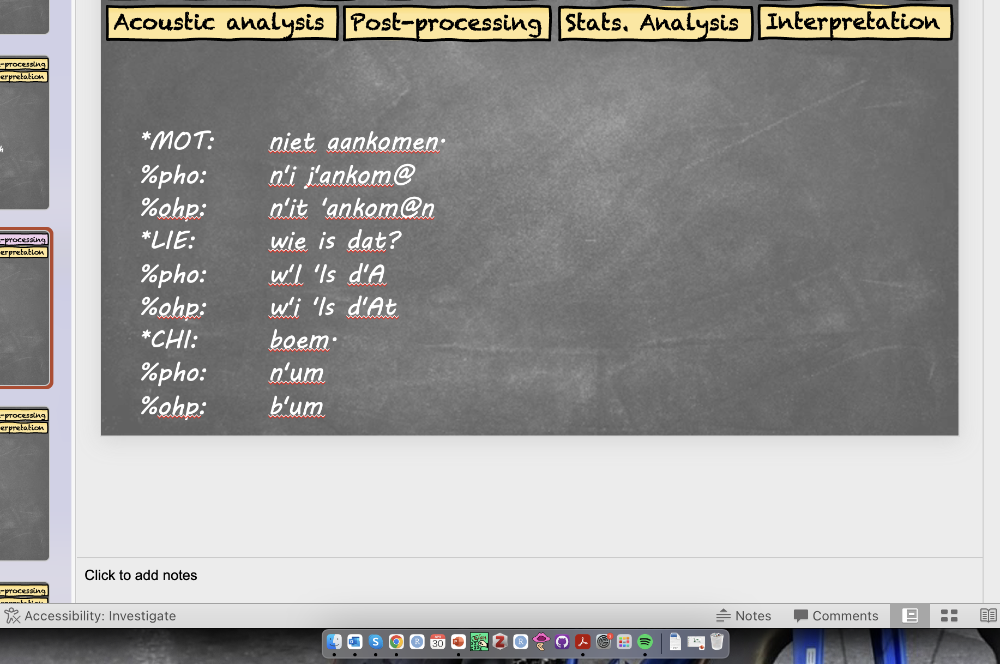 Acoustic analysis Post-processing Stats. Analysis Interpretation
-processing
erpretation
h
*MOT: niet aankomen.
%pho: n'i j'ankom@
%ohp: n'it 'ankom@n
*LIE: wie is dat?
%pho: w'I 'Is d'A
%ohp: w'i 'Is d'At
*CHI: boem.
%pho: n'um
%ohp: b'um
-processing
erpretation
-processing
erpretation
-processing
Click to add notes
Accessibility: Investigate Notes Comments
APR
30
Clan